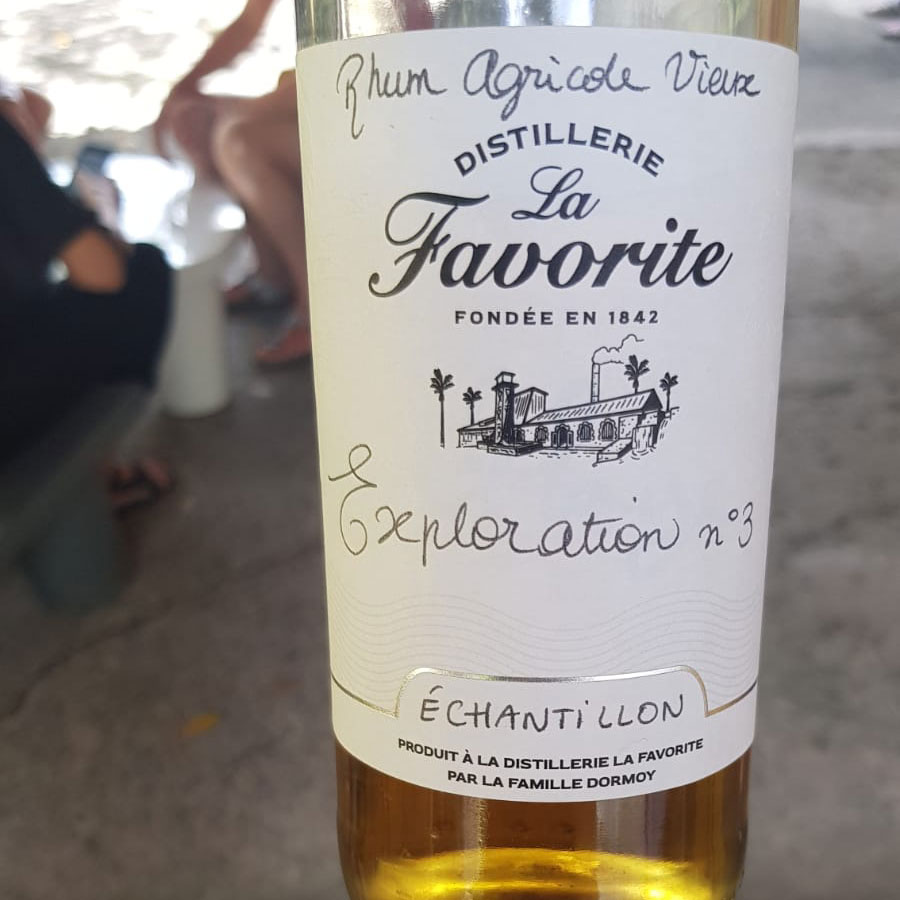 Rhum Agricole Vieux
DISTILLERIE
La
Favorite
FONDÉE EN 1842
Exploration n°3
ÉCHANTILLON
PRODUIT À LA DISTILLERIE LA FAVORITE
PAR LA FAMILLE DORMOY